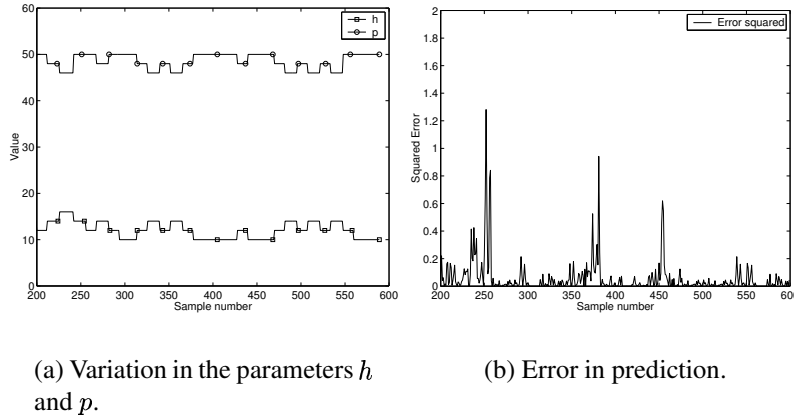 60
50
40
30
20
10
0
Value
200 250 300 350 400 450 500 550 600
Sample number
h
p
2
1.8
1.6
1.4
1.2
1
0.8
0.6
0.4
0.2
0
Squared Error
200 250 300 350 400 450 500 550 600
Sample number
Error squared
(a) Variation in the parameters h
and p.
(b) Error in prediction.